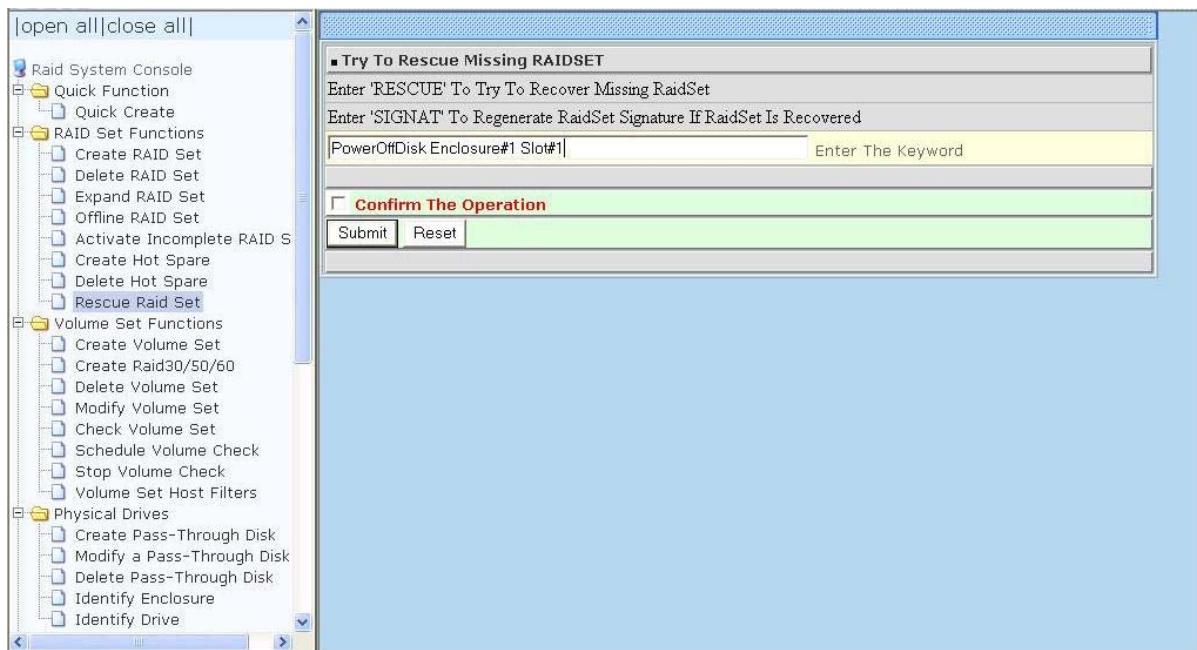 |open all|close all|
Raid System Console
Quick Function
Quick Create
RAID Set Functions
Create RAID Set
Delete RAID Set
Expand RAID Set
Offline RAID Set
Activate Incomplete RAID S
Create Hot Spare
Delete Hot Spare
Rescue Raid Set
Volume Set Functions
Create Volume Set
Create Raid30/50/60
Delete Volume Set
Modify Volume Set
Check Volume Set
Schedule Volume Check
Stop Volume Check
Volume Set Host Filters
Physical Drives
Create Pass-Through Disk
Modify a Pass-Through Disk
Delete Pass-Through Disk
Identify Enclosure
Identify Drive
Try To Rescue Missing RAIDSET
Enter 'RESCUE' To Try To Recover Missing RaidSet
Enter 'SIGNAT' To Regenerate RaidSet Signature If RaidSet Is Recovered
PowerOffDisk Enclosure#1 Slot#1 Enter The Keyword
Confirm The Operation
Submit Reset